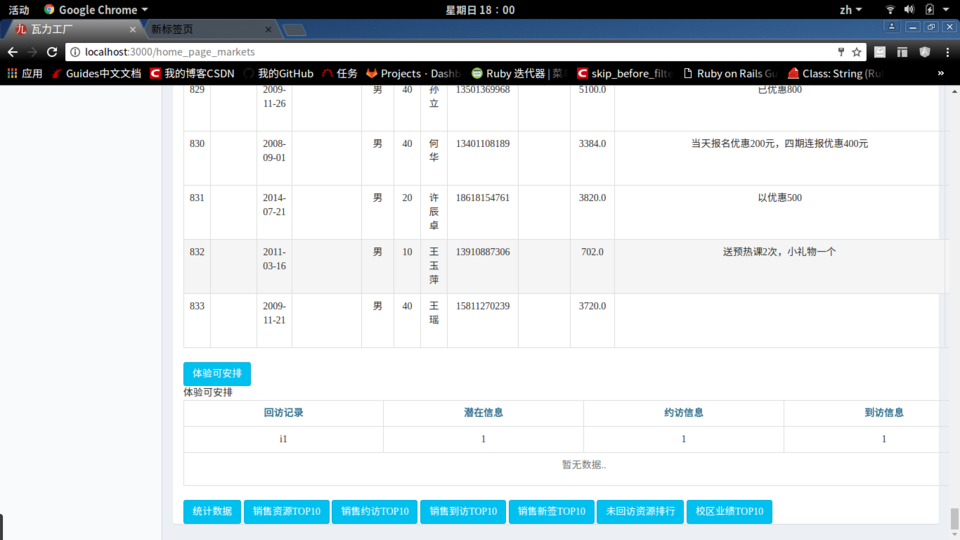 活动 Google Chrome 星期日 18：00 zh
瓦力工厂 新标签页
localhost:3000/home_page_markets
应用 Guides中文文档 我的博客CSDN 我的GitHub 任务 Projects · Dashb Ruby 迭代器 | 菜 skip_before_filte Ruby on Rails Gu Class: String (Ru »
829 2009-11-26 男 40 孙立 13501369968 5100.0 已优惠800
830 2008-09-01 男 40 何华 13401108189 3384.0 当天报名优惠200元，四期连报优惠400元
831 2014-07-21 男 20 许辰卓 18618154761 3820.0 以优惠500
832 2011-03-16 男 10 王玉萍 13910887306 702.0 送预热课2次，小礼物一个
833 2009-11-21 男 40 王瑶 15811270239 3720.0
体验可安排
体验可安排
回访记录 潜在信息 约访信息 到访信息
i1 1 1 1
暂无数据..
统计数据 销售资源TOP10 销售约访TOP10 销售到访TOP10 销售新签TOP10 未回访资源排行 校区业绩TOP10